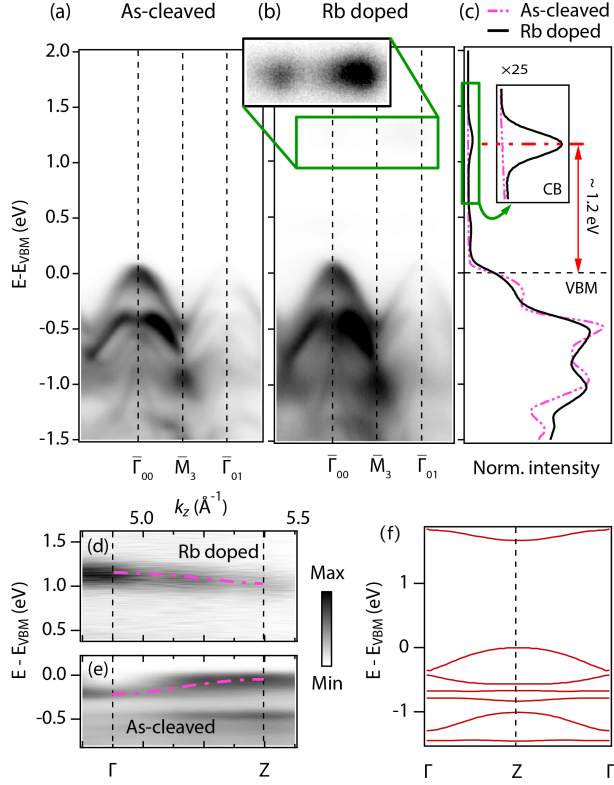 (a) As-cleaved
(b) Rb doped
(c) As-cleaved
Rb doped
2.0
1.5
1.0
0.0
-0.5
-1.0
-1.5
E-E_VBM (eV)
×25
CB
~ 1.2 eV
VBM
Γ̅₀₀ M̅₃ Γ̅₀₁
Γ̅₀₀ M̅₃ Γ̅₀₁
Norm. intensity
k_z (Å⁻¹)
5.0 5.5
(d) Rb doped
1.5
1.0
0.5
(e) As-cleaved
0.0
-0.5
E - E_VBM (eV)
Γ Z
Max
Min
(f)
1
0
-1
E - E_VBM (eV)
Γ Z Γ